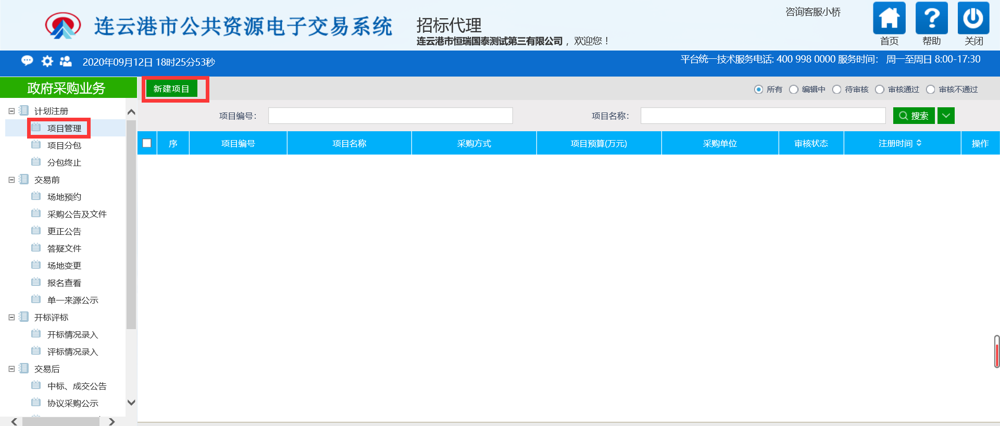 连云港市公共资源电子交易系统
招标代理
连云港市恒瑞国泰测试第三有限公司，欢迎您！
咨询客服小桥
首页
帮助
关闭
2020年09月12日 18时25分53秒
平台统一技术服务电话: 400 998 0000 服务时间： 周一至周日 8:00-17:30
政府采购业务
计划注册
项目管理
项目分包
分包终止
交易前
场地预约
采购公告及文件
更正公告
答疑文件
场地变更
报名查看
单一来源公示
开标评标
开标情况录入
评标情况录入
交易后
中标、成交公告
协议采购公示
新建项目
所有 编辑中 待审核 审核通过 审核不通过
项目编号： 项目名称： 搜索
序 项目编号 项目名称 采购方式 项目预算(万元) 采购单位 审核状态 注册时间 操作